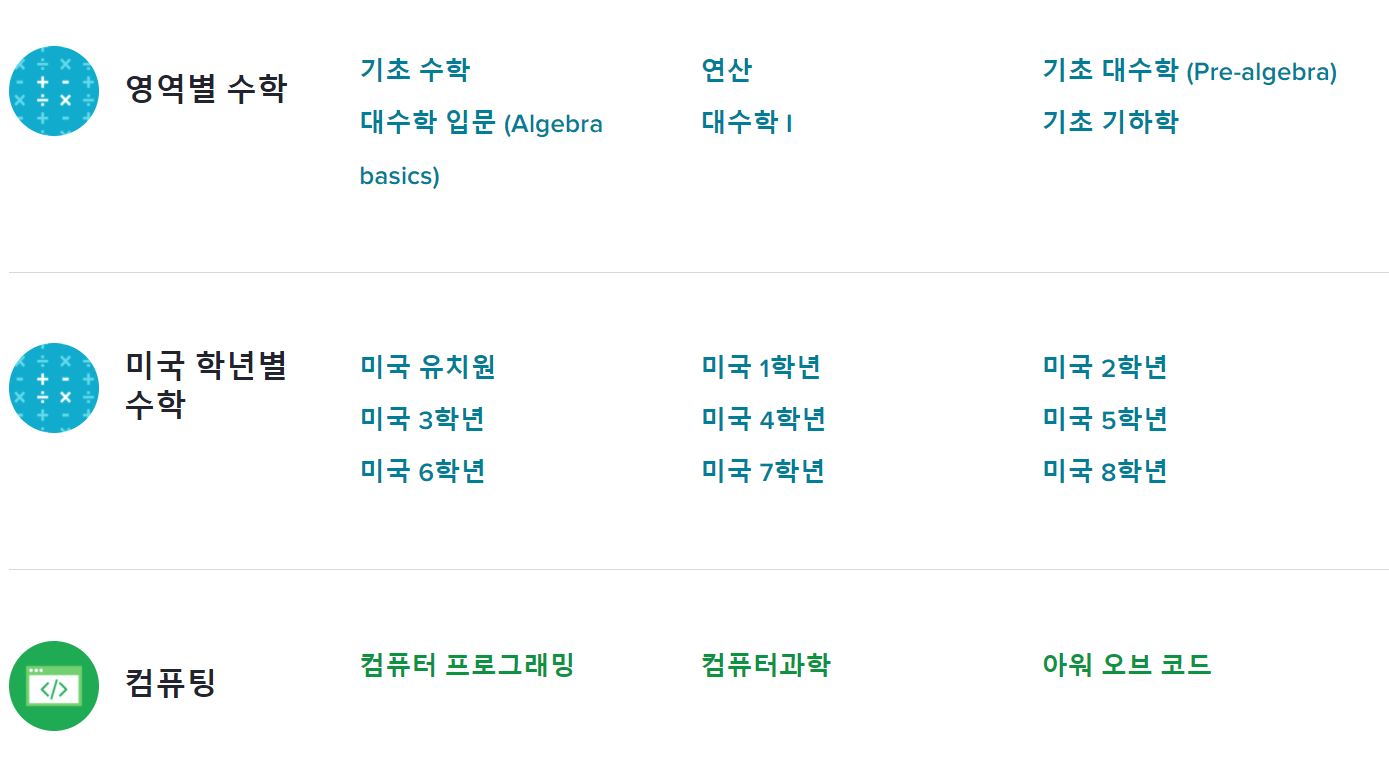 영역별 수학
기초 수학
연산
기초 대수학 (Pre-algebra)
대수학 입문 (Algebra
basics)
대수학 I
기초 기하학
미국 학년별
수학
미국 유치원
미국 1학년
미국 2학년
미국 3학년
미국 4학년
미국 5학년
미국 6학년
미국 7학년
미국 8학년
컴퓨팅
컴퓨터 프로그래밍
컴퓨터과학
아워 오브 코드